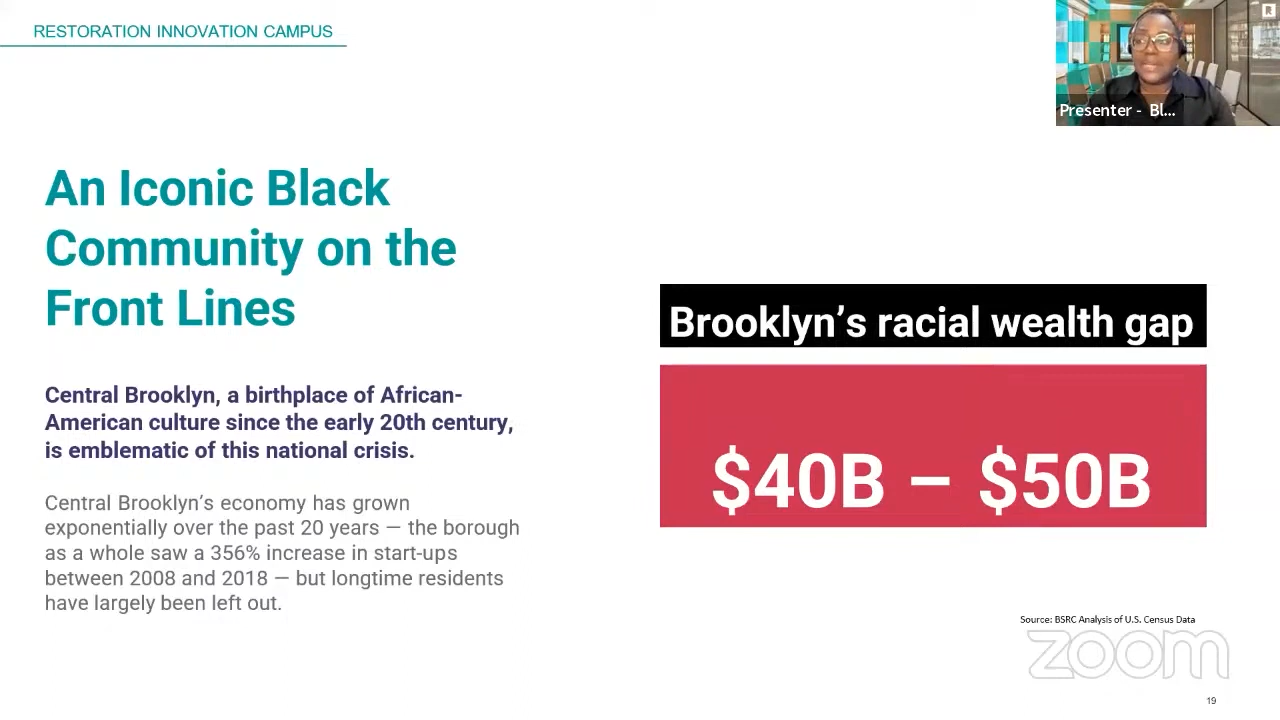 RESTORATION INNOVATION CAMPUS
Presenter - Bl...
An Iconic Black
Community on the
Front Lines
Central Brooklyn, a birthplace of African-
American culture since the early 20th century,
is emblematic of this national crisis.
Central Brooklyn’s economy has grown
exponentially over the past 20 years — the borough
as a whole saw a 356% increase in start-ups
between 2008 and 2018 — but longtime residents
have largely been left out.
Brooklyn’s racial wealth gap
$40B – $50B
Source: BSRC Analysis of U.S. Census Data
zoom
19